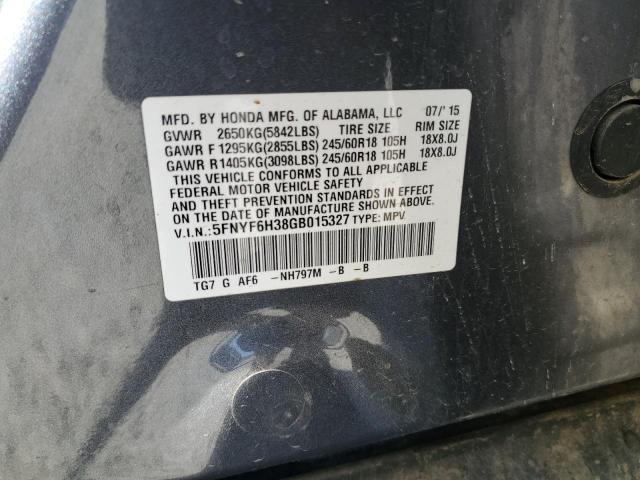 MFD. BY HONDA MFG. OF ALABAMA, LLC 07/'15
GVWR 2650KG(5842LBS) TIRE SIZE RIM SIZE
GAWR F 1295KG(2855LBS) 245/60R18 105H 18X8.0J
GAWR R1405KG(3098LBS) 245/60R18 105H 18X8.0J
THIS VEHICLE CONFORMS TO ALL APPLICABLE
FEDERAL MOTOR VEHICLE SAFETY
AND THEFT PREVENTION STANDARDS IN EFFECT
ON THE DATE OF MANUFACTURE SHOWN ABOVE.
V.I.N.: 5FNYF6H38GB015327 TYPE: MPV
TG7 G AF6 -NH797M -B -B